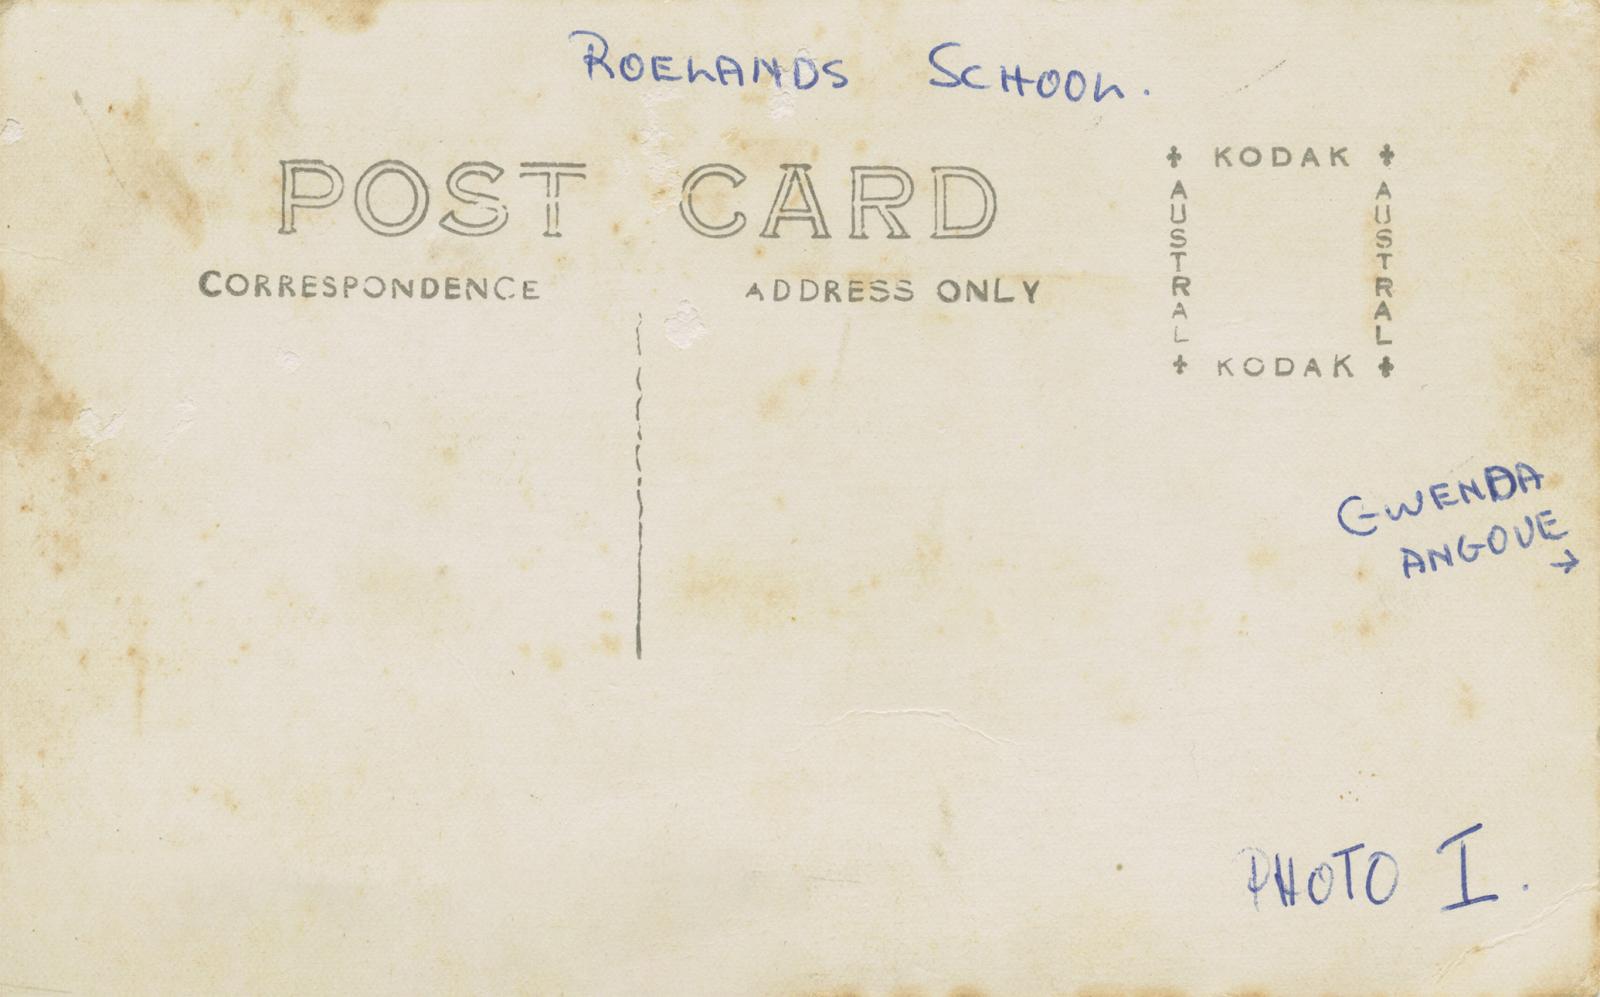 ROELANDS SCHOOL.
POST CARD
CORRESPONDENCE
ADDRESS ONLY
KODAK
AUSTRAL
AUSTRAL
KODAK
GWENDA
ANGOVE
→
PHOTO I.